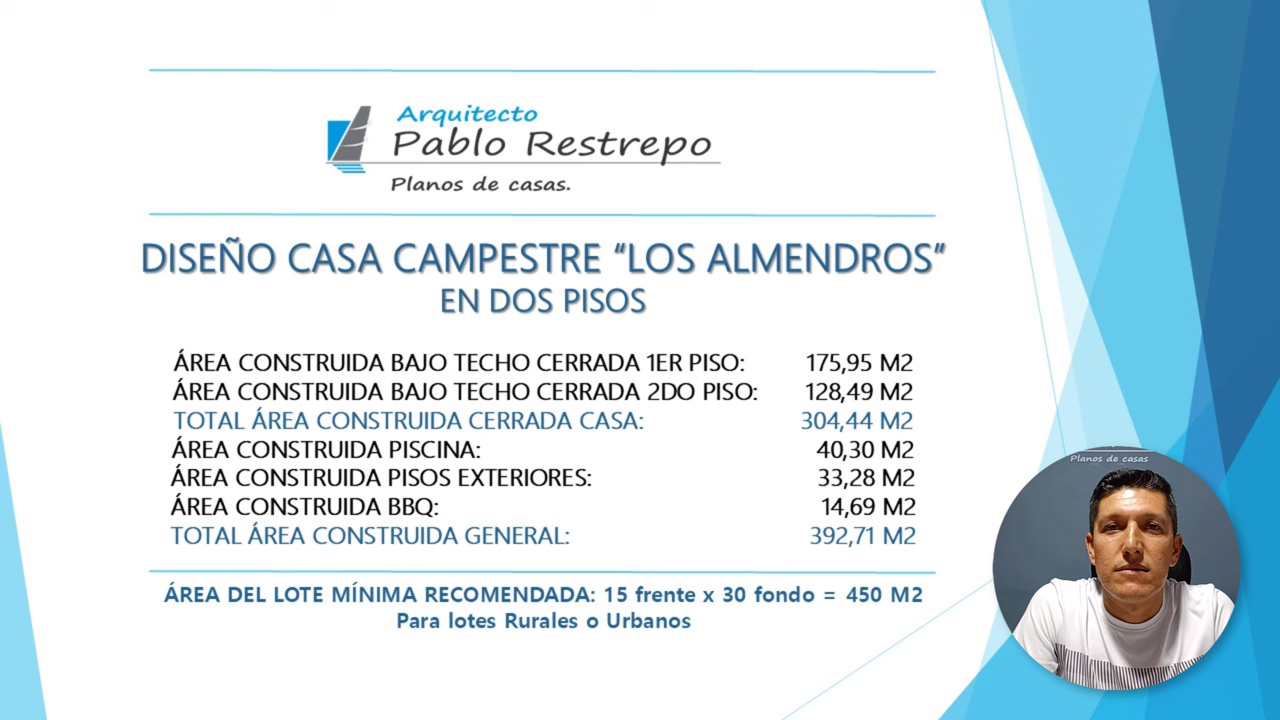 Arquitecto
Pablo Restrepo
Planos de casas.
DISEÑO CASA CAMPESTRE “LOS ALMENDROS”
EN DOS PISOS
ÁREA CONSTRUIDA BAJO TECHO CERRADA 1ER PISO: 175,95 M2
ÁREA CONSTRUIDA BAJO TECHO CERRADA 2DO PISO: 128,49 M2
TOTAL ÁREA CONSTRUIDA CERRADA CASA: 304,44 M2
ÁREA CONSTRUIDA PISCINA: 40,30 M2
ÁREA CONSTRUIDA PISOS EXTERIORES: 33,28 M2
ÁREA CONSTRUIDA BBQ: 14,69 M2
TOTAL ÁREA CONSTRUIDA GENERAL: 392,71 M2
ÁREA DEL LOTE MÍNIMA RECOMENDADA: 15 frente x 30 fondo = 450 M2
Para lotes Rurales o Urbanos
Planos de casas